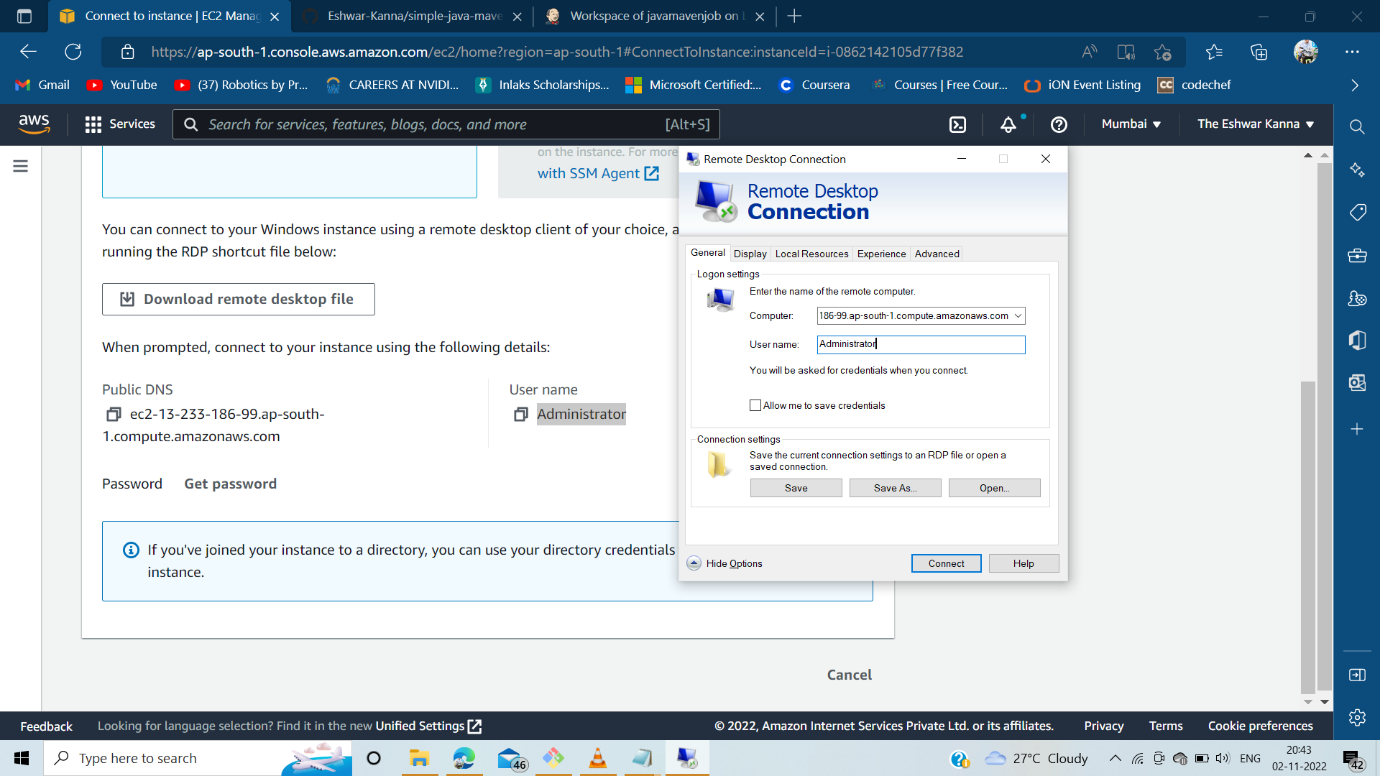 Connect to instance | EC2 Manag
Eshwar-Kanna/simple-java-mave
Workspace of javamavenjob on
https://ap-south-1.console.aws.amazon.com/ec2/home?region=ap-south-1#ConnectToInstance:instanceId=i-0862142105d77f382
Gmail
YouTube
(37) Robotics by Pr...
CAREERS AT NVIDI...
Inlaks Scholarships...
Microsoft Certified:...
Coursera
Courses | Free Cour...
iON Event Listing
CC codechef
aws
Services
Search for services, features, blogs, docs, and more [Alt+S]
Mumbai
The Eshwar Kanna
on the instance. For more
with SSM Agent
You can connect to your Windows instance using a remote desktop client of your choice, a
running the RDP shortcut file below:
Download remote desktop file
When prompted, connect to your instance using the following details:
Public DNS
ec2-13-233-186-99.ap-south-
1.compute.amazonaws.com
User name
Administrator
Password Get password
If you've joined your instance to a directory, you can use your directory credentials
instance.
Cancel
Remote Desktop Connection
Remote Desktop
Connection
General Display Local Resources Experience Advanced
Logon settings
Enter the name of the remote computer.
Computer: 186-99.ap-south-1.compute.amazonaws.com
User name: Administrator
You will be asked for credentials when you connect.
Allow me to save credentials
Connection settings
Save the current connection settings to an RDP file or open a
saved connection.
Save Save As... Open...
Hide Options Connect Help
Feedback Looking for language selection? Find it in the new Unified Settings
© 2022, Amazon Internet Services Private Ltd. or its affiliates. Privacy Terms Cookie preferences
Type here to search
46
27°C Cloudy
ENG
20:43
02-11-2022
42